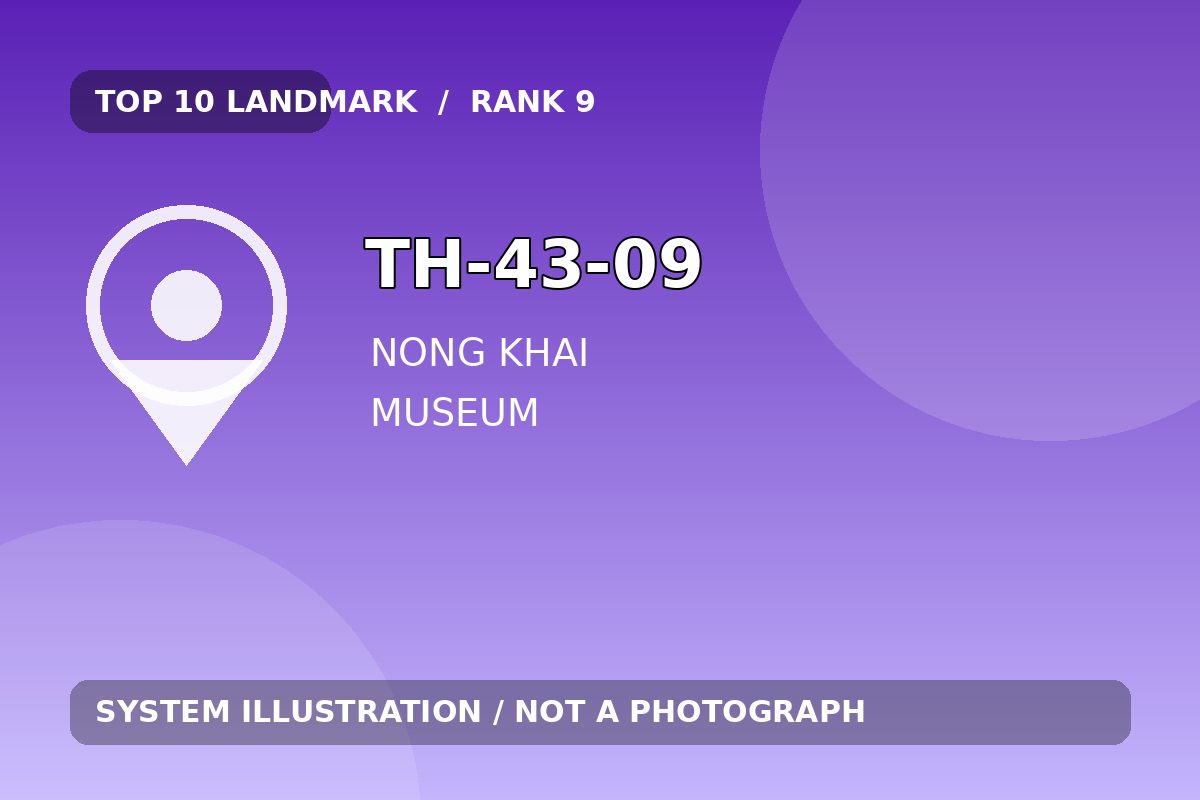 TOP 10 LANDMARK / RANK 9
TH-43-09
NONG KHAI
MUSEUM
SYSTEM ILLUSTRATION / NOT A PHOTOGRAPH